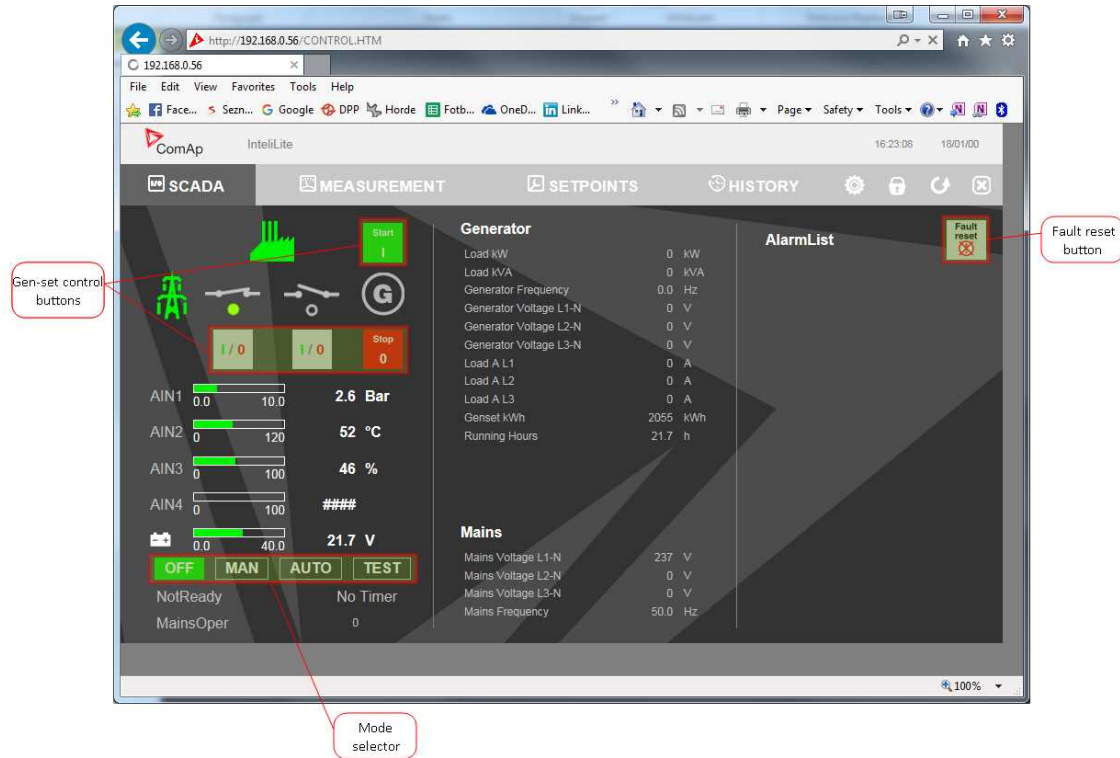 http://192.168.0.56/CONTROL.HTM
192.168.0.56
File Edit View Favorites Tools Help
Face... Sezn... Google DPP Horde Fotb... OneD... Link... » Page Safety Tools
ComAp InteliLite 16:23:08 18/01/00
SCADA MEASUREMENT SETPOINTS HISTORY
Start
I
Generator
AlarmList
Fault
reset
Fault reset
button
Gen-set control
buttons
G
I / 0 I / 0 Stop
0
Load kW 0 kW
Load kVA 0 kVA
Generator Frequency 0.0 Hz
Generator Voltage L1-N 0 V
Generator Voltage L2-N 0 V
Generator Voltage L3-N 0 V
Load A L1 0 A
Load A L2 0 A
Load A L3 0 A
Genset kWh 2055 kWh
Running Hours 21.7 h
AIN1 0.0 10.0 2.6 Bar
AIN2 0 120 52 °C
AIN3 0 100 46 %
AIN4 0 100 ####
0.0 40.0 21.7 V
OFF MAN AUTO TEST
NotReady No Timer
MainsOper 0
Mains
Mains Voltage L1-N 237 V
Mains Voltage L2-N 0 V
Mains Voltage L3-N 0 V
Mains Frequency 50.0 Hz
100%
Mode
selector